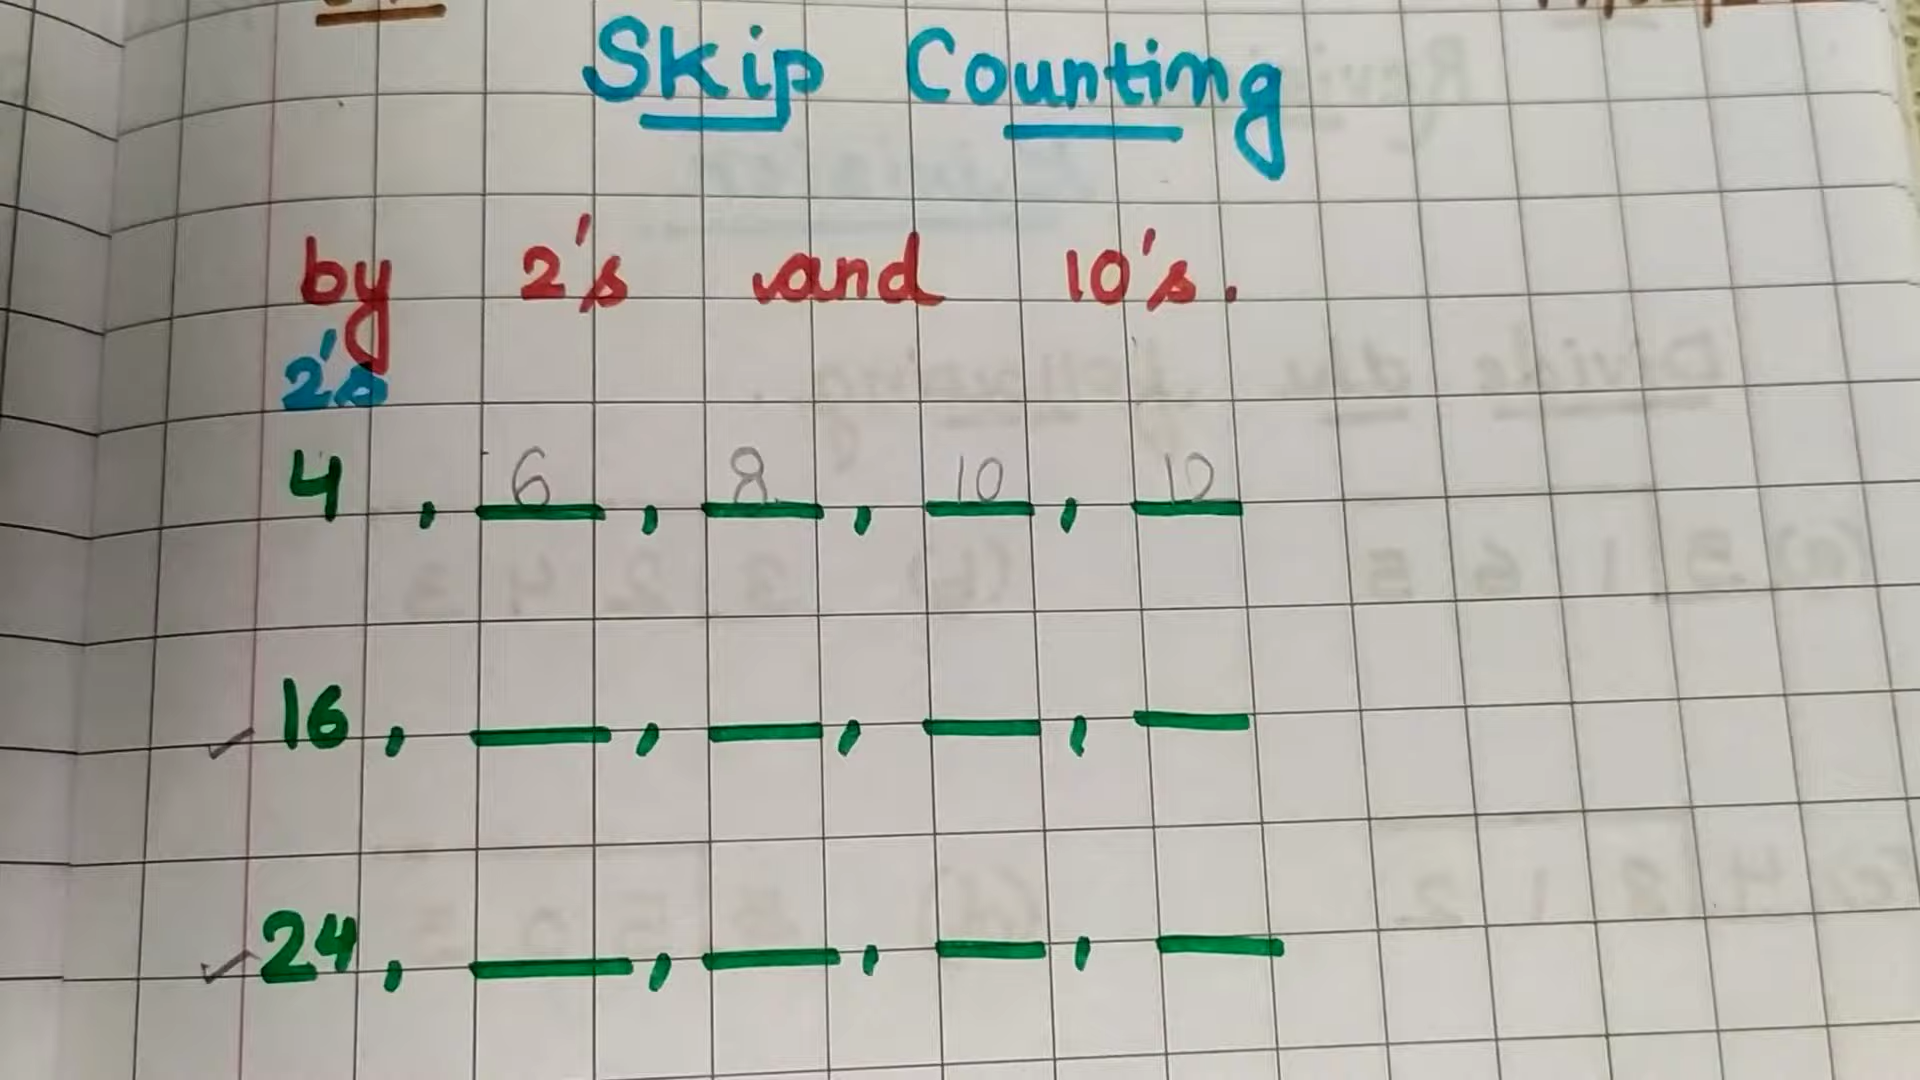 Skip Counting
by 2's and 10's.
2's
4 , 6 , 8 , 10 , 12
16 , __ , __ , __ , __
24 , __ , __ , __ , __